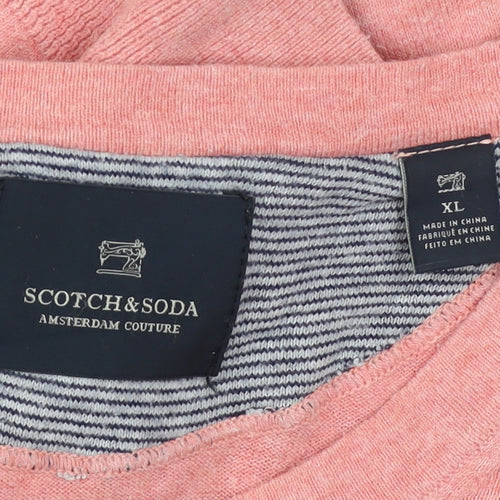 SCOTCH & SODA
AMSTERDAM COUTURE
XL
MADE IN CHINA
FABRIQUÉ EN CHINE
FEITO EM CHINA